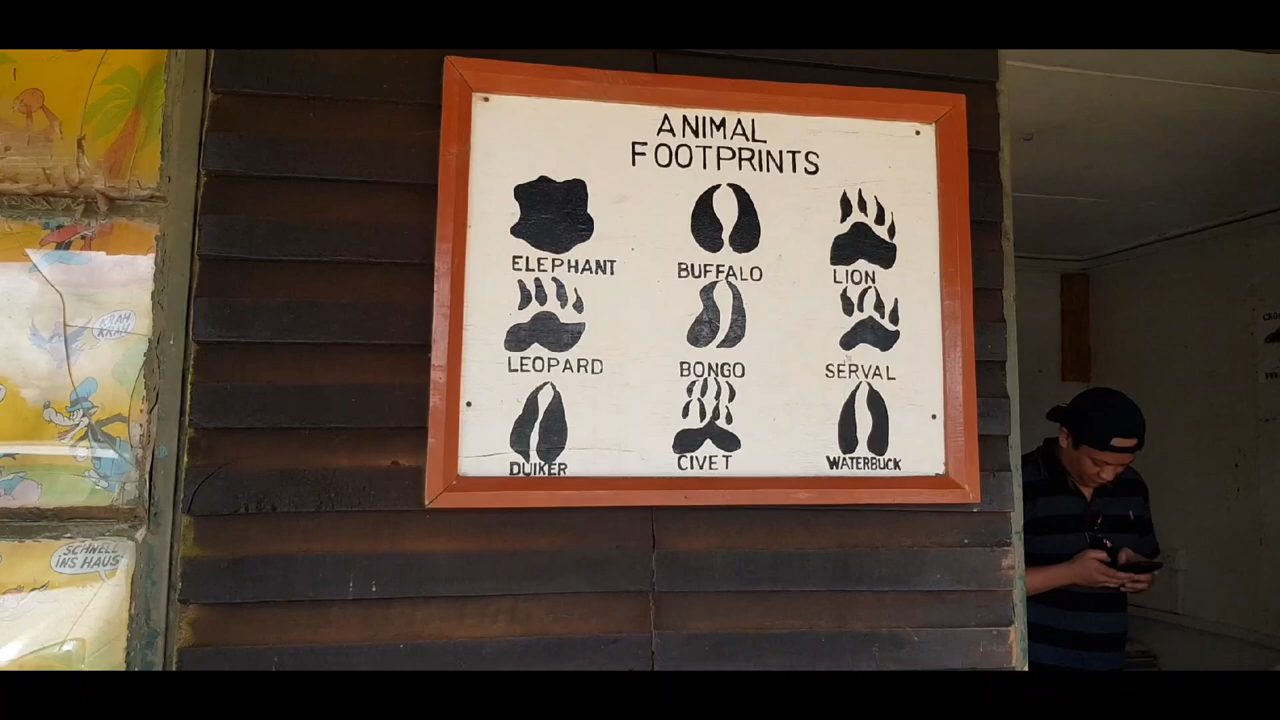 ANIMAL
FOOTPRINTS
ELEPHANT
BUFFALO
LION
LEOPARD
BONGO
SERVAL
DUIKER
CIVET
WATERBUCK
KRAH
KRAH
SCHNELL
INS HAUS